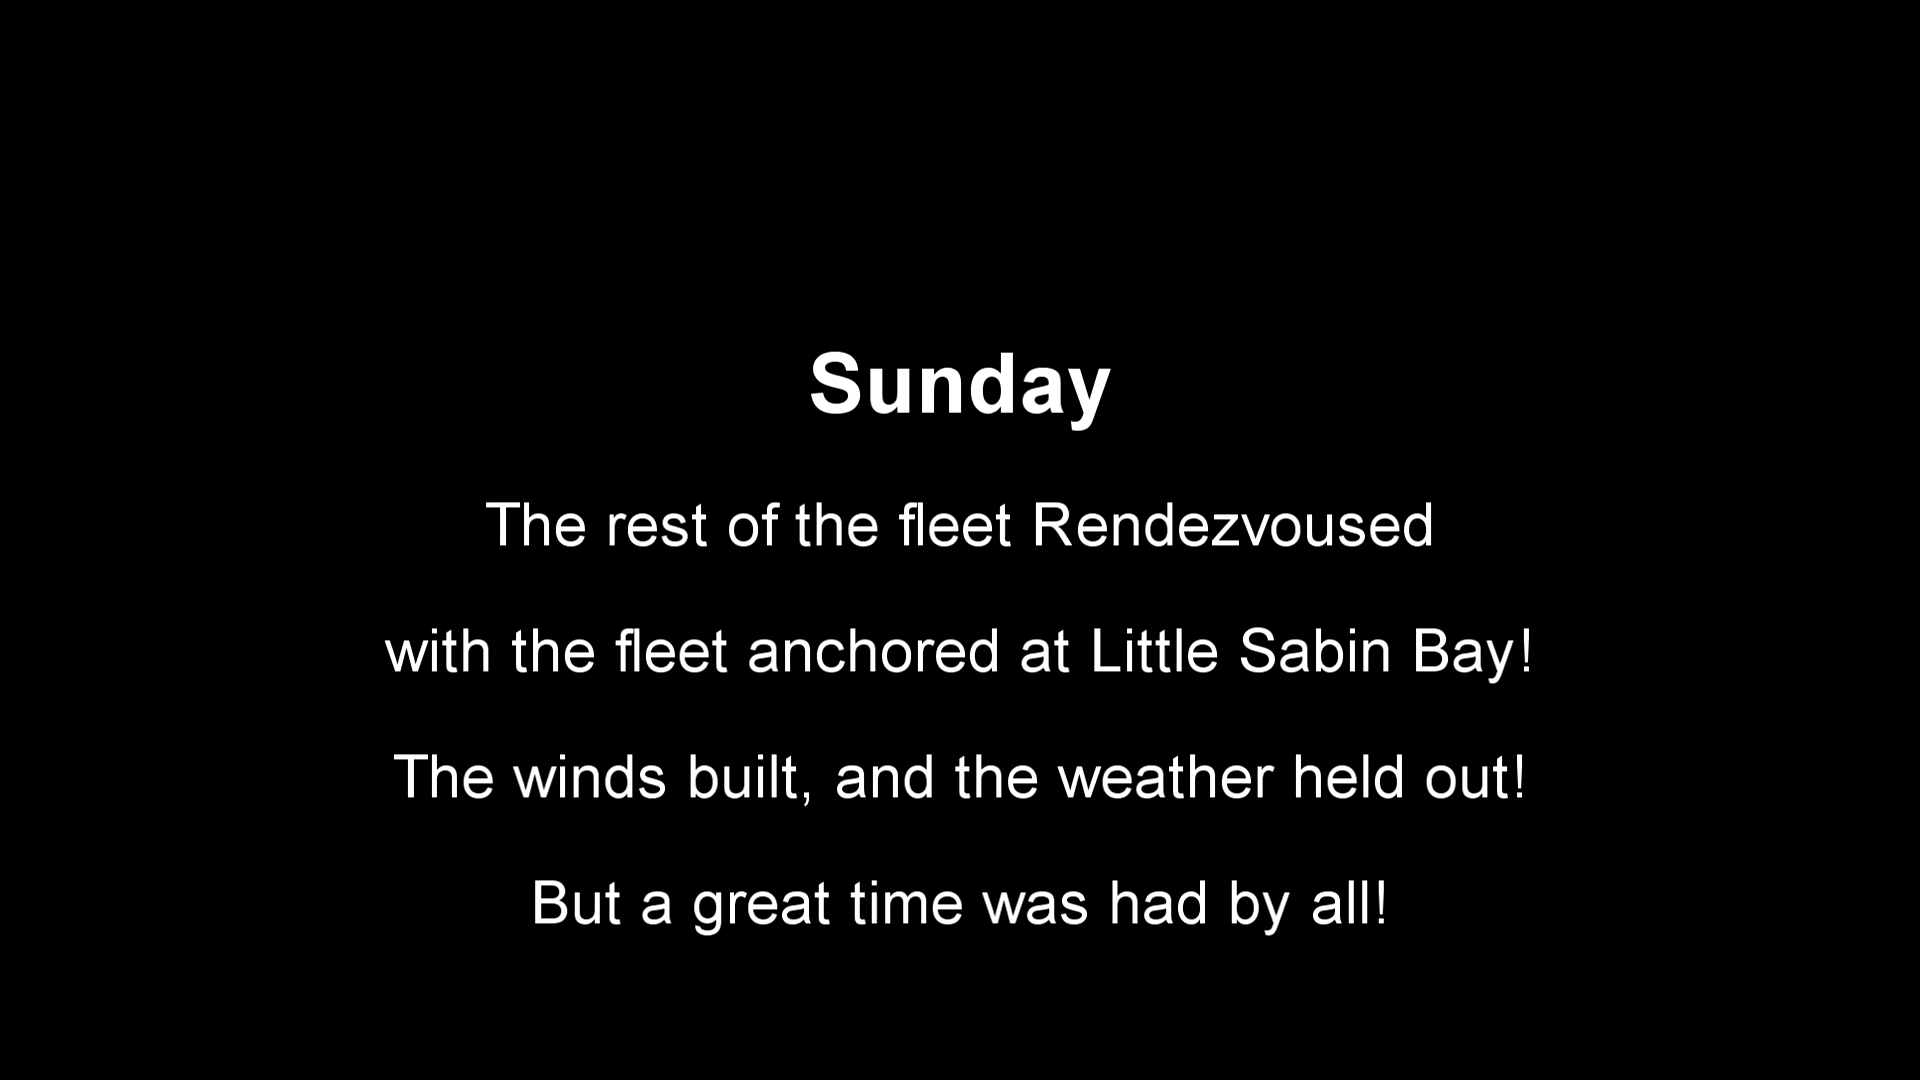 Sunday
The rest of the fleet Rendezvoused
with the fleet anchored at Little Sabin Bay!
The winds built, and the weather held out!
But a great time was had by all!